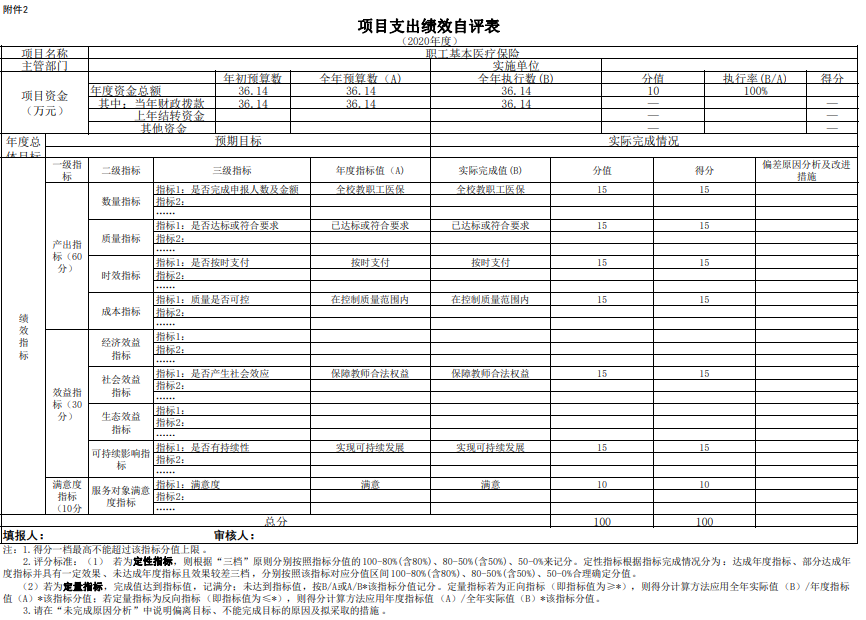 附件2
项目支出绩效自评表
（2020年度）
项目名称 职工基本医疗保险
主管部门 实施单位
项目资金（万元） 年初预算数 全年预算数（A） 全年执行数(B) 分值 执行率(B/A) 得分
年度资金总额 36.14 36.14 36.14 10 100%
其中：当年财政拨款 36.14 36.14 36.14 — —
上年结转资金 — —
其他资金 — —
年度总体目标 预期目标 实际完成情况
绩效指标 一级指标 二级指标 三级指标 年度指标值（A） 实际完成值(B) 分值 得分 偏差原因分析及改进措施
产出指标（60分） 数量指标 指标1：是否完成申报人数及金额 全校教职工医保 全校教职工医保 15 15
指标2：
……
质量指标 指标1：是否达标或符合要求 已达标或符合要求 已达标或符合要求 15 15
指标2：
……
时效指标 指标1：是否按时支付 按时支付 按时支付 15 15
指标2：
……
成本指标 指标1：质量是否可控 在控制质量范围内 在控制质量范围内 15 15
指标2：
……
效益指标（30分） 经济效益指标 指标1：
指标2：
……
社会效益指标 指标1：是否产生社会效应 保障教师合法权益 保障教师合法权益 15 15
指标2：
……
生态效益指标 指标1：
指标2：
……
可持续影响指标 指标1：是否有持续性 实现可持续发展 实现可持续发展 15 15
指标2：
……
满意度指标（10分 服务对象满意度指标 指标1：满意度 满意 满意 10 10
指标2：
……
总分 100 100
填报人： 审核人：
注：1.得分一档最高不能超过该指标分值上限。
2.评分标准：（1） 若为定性指标，则根据“三档”原则分别按照指标分值的100-80%(含80%)、80-50%(含50%)、50-0%来记分。定性指标根据指标完成情况分为：达成年度指标、部分达成年
度指标并具有一定效果、未达成年度指标且效果较差三档，分别按照该指标对应分值区间100-80%(含80%)、80-50%(含50%)、50-0%合理确定分值。
（2）若为定量指标，完成值达到指标值，记满分；未达到指标值，按B/A或A/B*该指标分值记分。定量指标若为正向指标（即指标值为≥*），则得分计算方法应用全年实际值（B）/年度指标
值（A）*该指标分值；若定量指标为反向指标（即指标值为≤*），则得分计算方法应用年度指标值（A）/全年实际值（B）*该指标分值。
3.请在“未完成原因分析”中说明偏离目标、不能完成目标的原因及拟采取的措施。